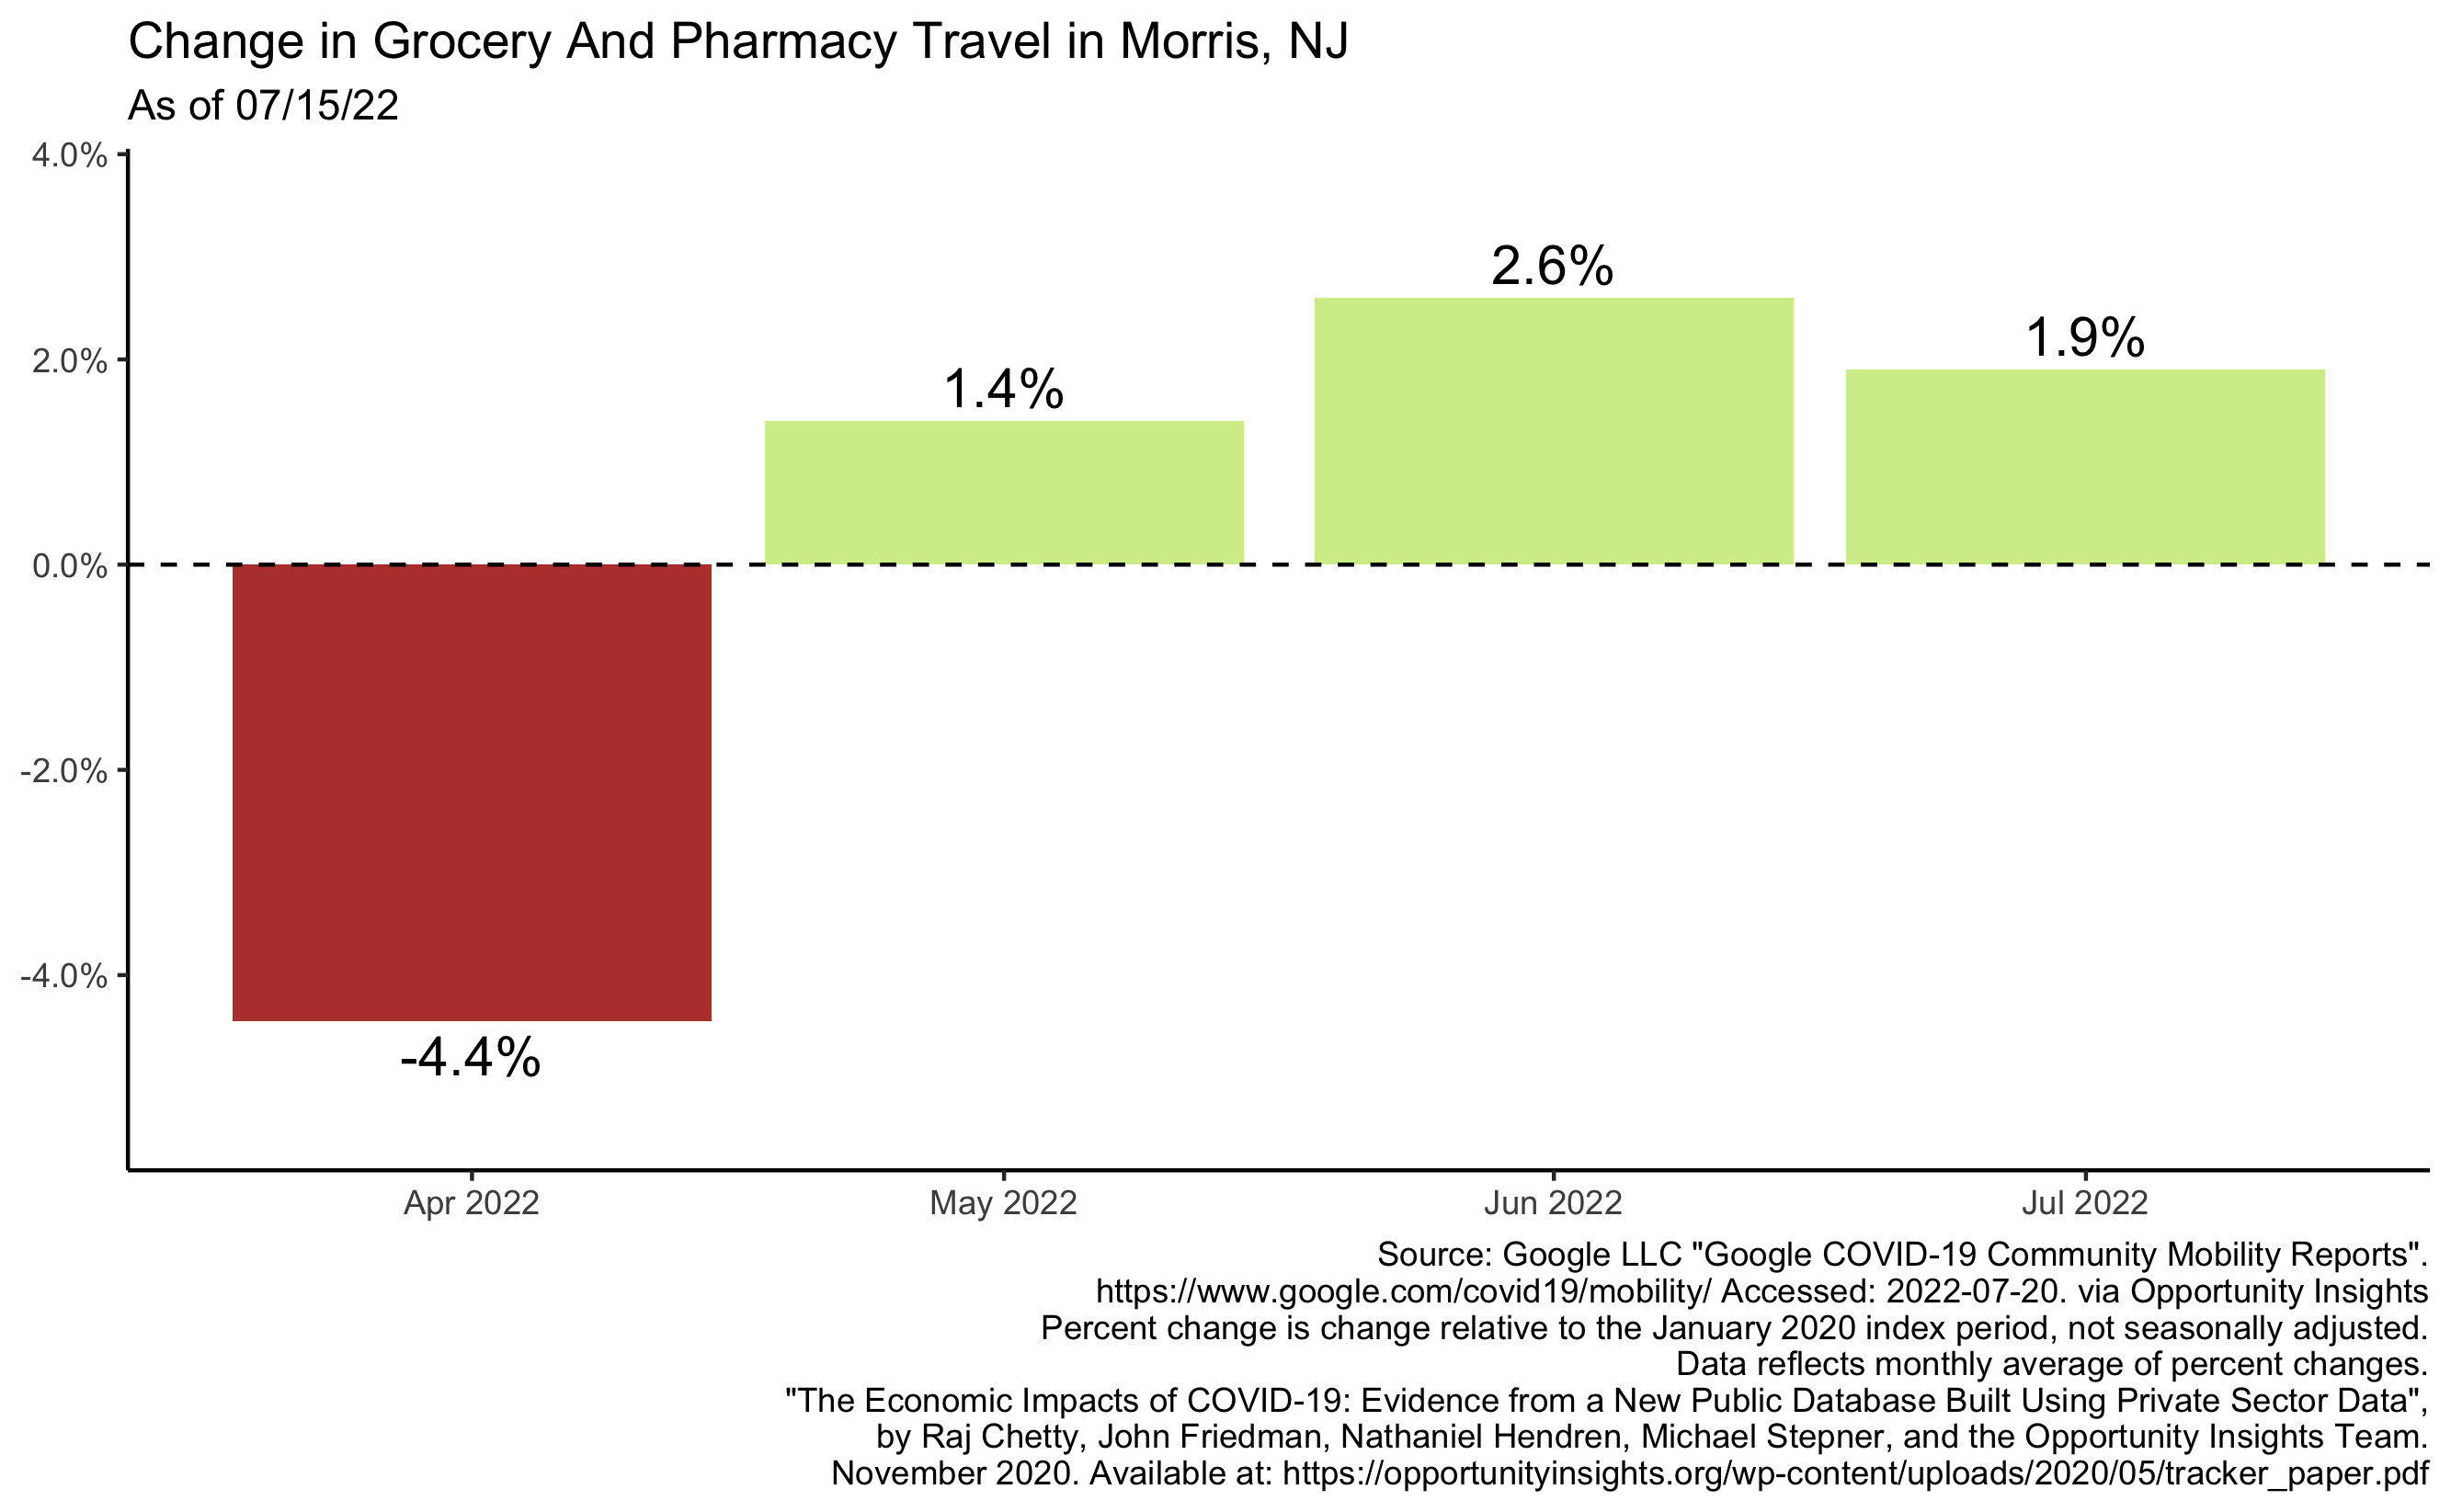 Change in Grocery And Pharmacy Travel in Morris, NJ
As of 07/15/22
4.0%
2.0%
0.0%
-2.0%
-4.0%
-4.4%
1.4%
2.6%
1.9%
Apr 2022
May 2022
Jun 2022
Jul 2022
Source: Google LLC "Google COVID-19 Community Mobility Reports".
https://www.google.com/covid19/mobility/ Accessed: 2022-07-20. via Opportunity Insights
Percent change is change relative to the January 2020 index period, not seasonally adjusted.
Data reflects monthly average of percent changes.
"The Economic Impacts of COVID-19: Evidence from a New Public Database Built Using Private Sector Data",
by Raj Chetty, John Friedman, Nathaniel Hendren, Michael Stepner, and the Opportunity Insights Team.
November 2020. Available at: https://opportunityinsights.org/wp-content/uploads/2020/05/tracker_paper.pdf